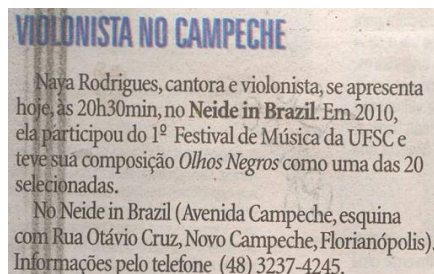 VIOLONISTA NO CAMPECHE
Naya Rodrigues, cantora e violonista, se apresenta
hoje, às 20h30min, no Neide in Brazil. Em 2010,
ela participou do 1º Festival de Música da UFSC e
teve sua composição Olhos Negros como uma das 20
selecionadas.
No Neide in Brazil (Avenida Campeche, esquina
com Rua Otávio Cruz, Novo Campeche, Florianópolis).
Informações pelo telefone (48) 3237-4245.